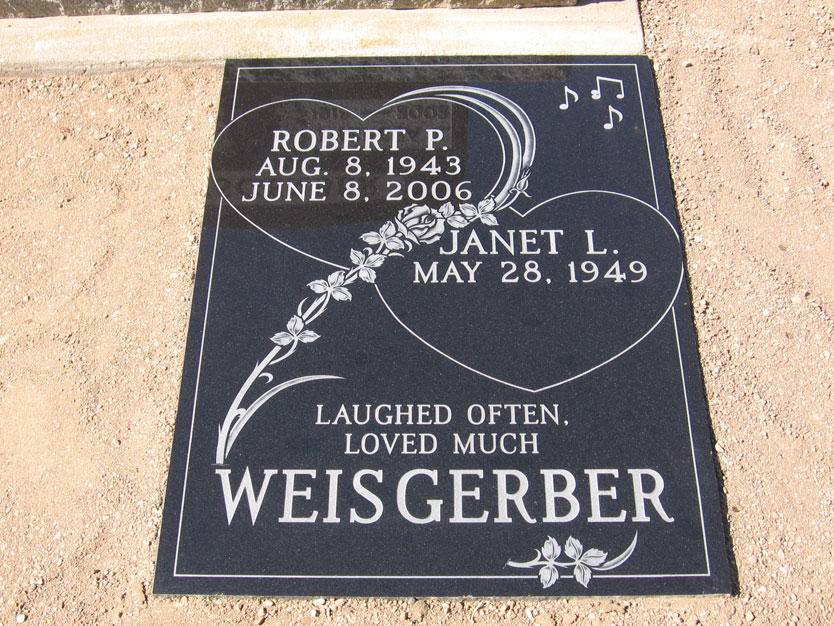 ROBERT P.
AUG. 8, 1943
JUNE 8, 2006
JANET L.
MAY 28, 1949
LAUGHED OFTEN,
LOVED MUCH
WEISGERBER